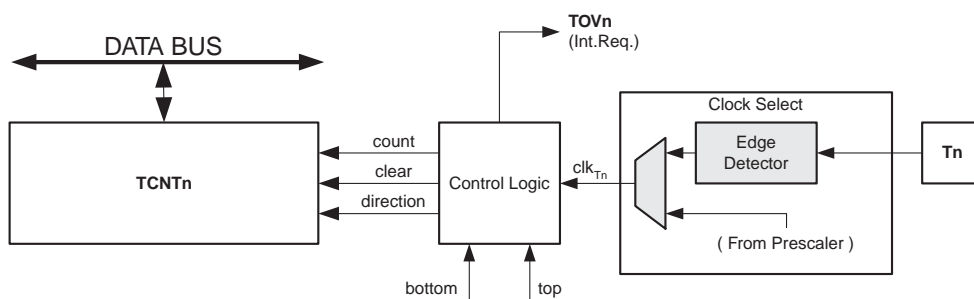 TOVn
(Int.Req.)
DATA BUS
Clock Select
count
Edge
Detector
Tn
TCNTn
clear
Control Logic
clkTn
direction
( From Prescaler )
bottom
top